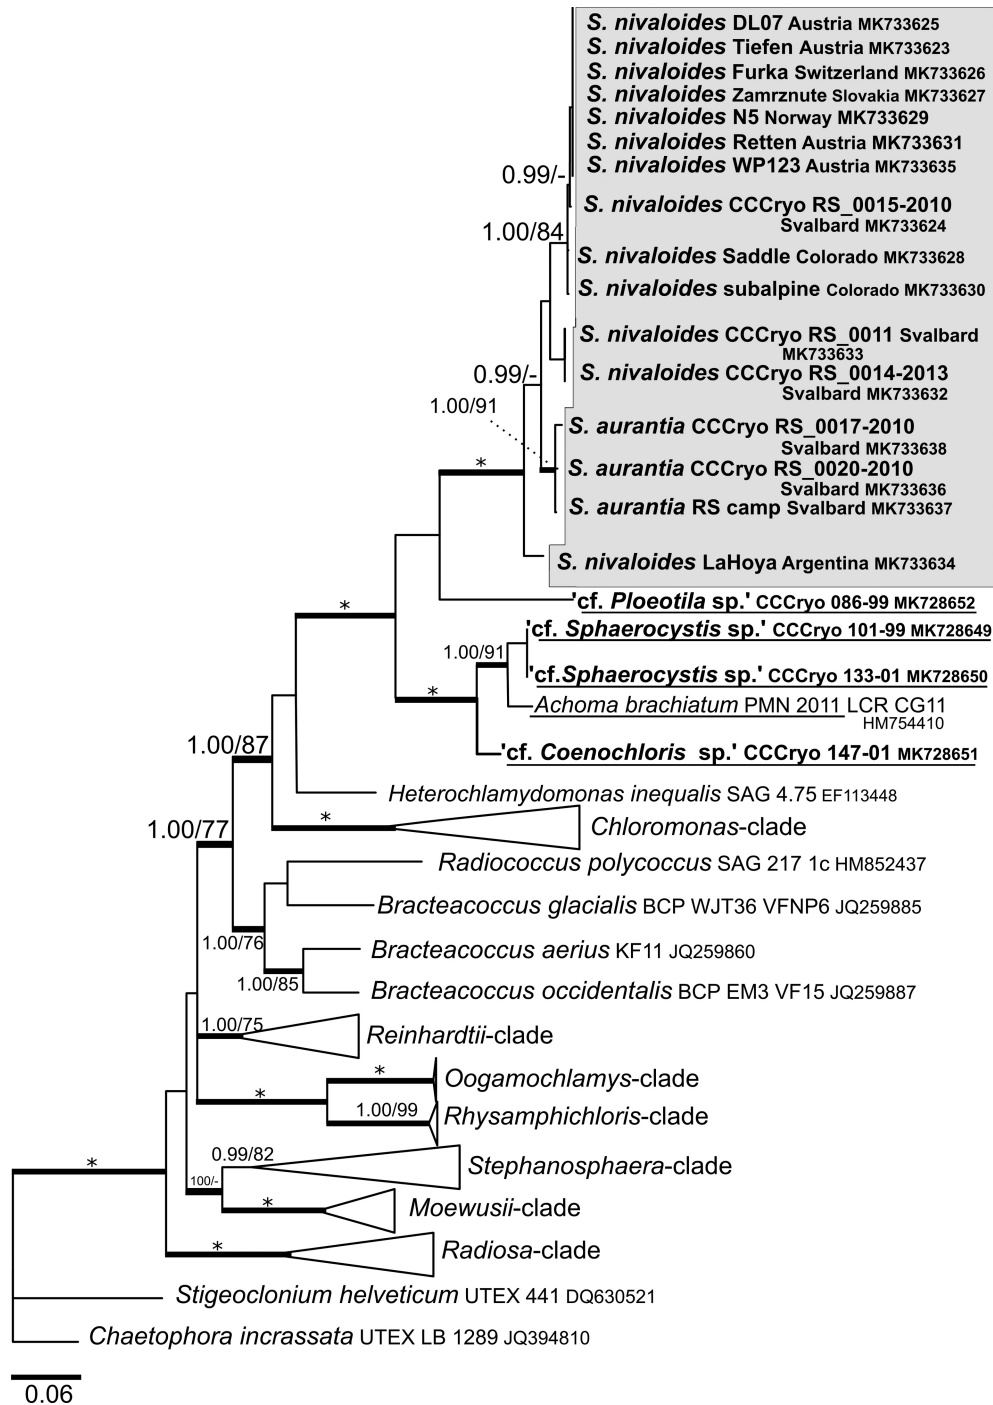 S. nivaloides DL07 Austria MK733625
S. nivaloides Tiefen Austria MK733623
S. nivaloides Furka Switzerland MK733626
S. nivaloides Zamrznute Slovakia MK733627
S. nivaloides N5 Norway MK733629
S. nivaloides Retten Austria MK733631
S. nivaloides WP123 Austria MK733635
0.99/-
S. nivaloides CCCryo RS_0015-2010
Svalbard MK733624
1.00/84
S. nivaloides Saddle Colorado MK733628
S. nivaloides subalpine Colorado MK733630
S. nivaloides CCCryo RS_0011 Svalbard
MK733633
0.99/-
S. nivaloides CCCryo RS_0014-2013
Svalbard MK733632
1.00/91
S. aurantia CCCryo RS_0017-2010
Svalbard MK733638
*
S. aurantia CCCryo RS_0020-2010
Svalbard MK733636
S. aurantia RS camp Svalbard MK733637
S. nivaloides LaHoya Argentina MK733634
*
'cf. Ploeotila sp.' CCCryo 086-99 MK728652
'cf. Sphaerocystis sp.' CCCryo 101-99 MK728649
1.00/91
'cf.Sphaerocystis sp.' CCCryo 133-01 MK728650
*
Achoma brachiatum PMN 2011 LCR CG11
HM754410
1.00/87
'cf. Coenochloris sp.' CCCryo 147-01 MK728651
Heterochlamydomonas inequalis SAG 4.75 EF113448
*
1.00/77
Chloromonas-clade
Radiococcus polycoccus SAG 217 1c HM852437
Bracteacoccus glacialis BCP WJT36 VFNP6 JQ259885
1.00/76
Bracteacoccus aerius KF11 JQ259860
1.00/85
Bracteacoccus occidentalis BCP EM3 VF15 JQ259887
1.00/75
Reinhardtii-clade
*
Oogamochlamys-clade
*
1.00/99
Rhysamphichloris-clade
0.99/82
*
Stephanosphaera-clade
100/-
*
Moewusii-clade
*
Radiosa-clade
Stigeoclonium helveticum UTEX 441 DQ630521
Chaetophora incrassata UTEX LB 1289 JQ394810
0.06